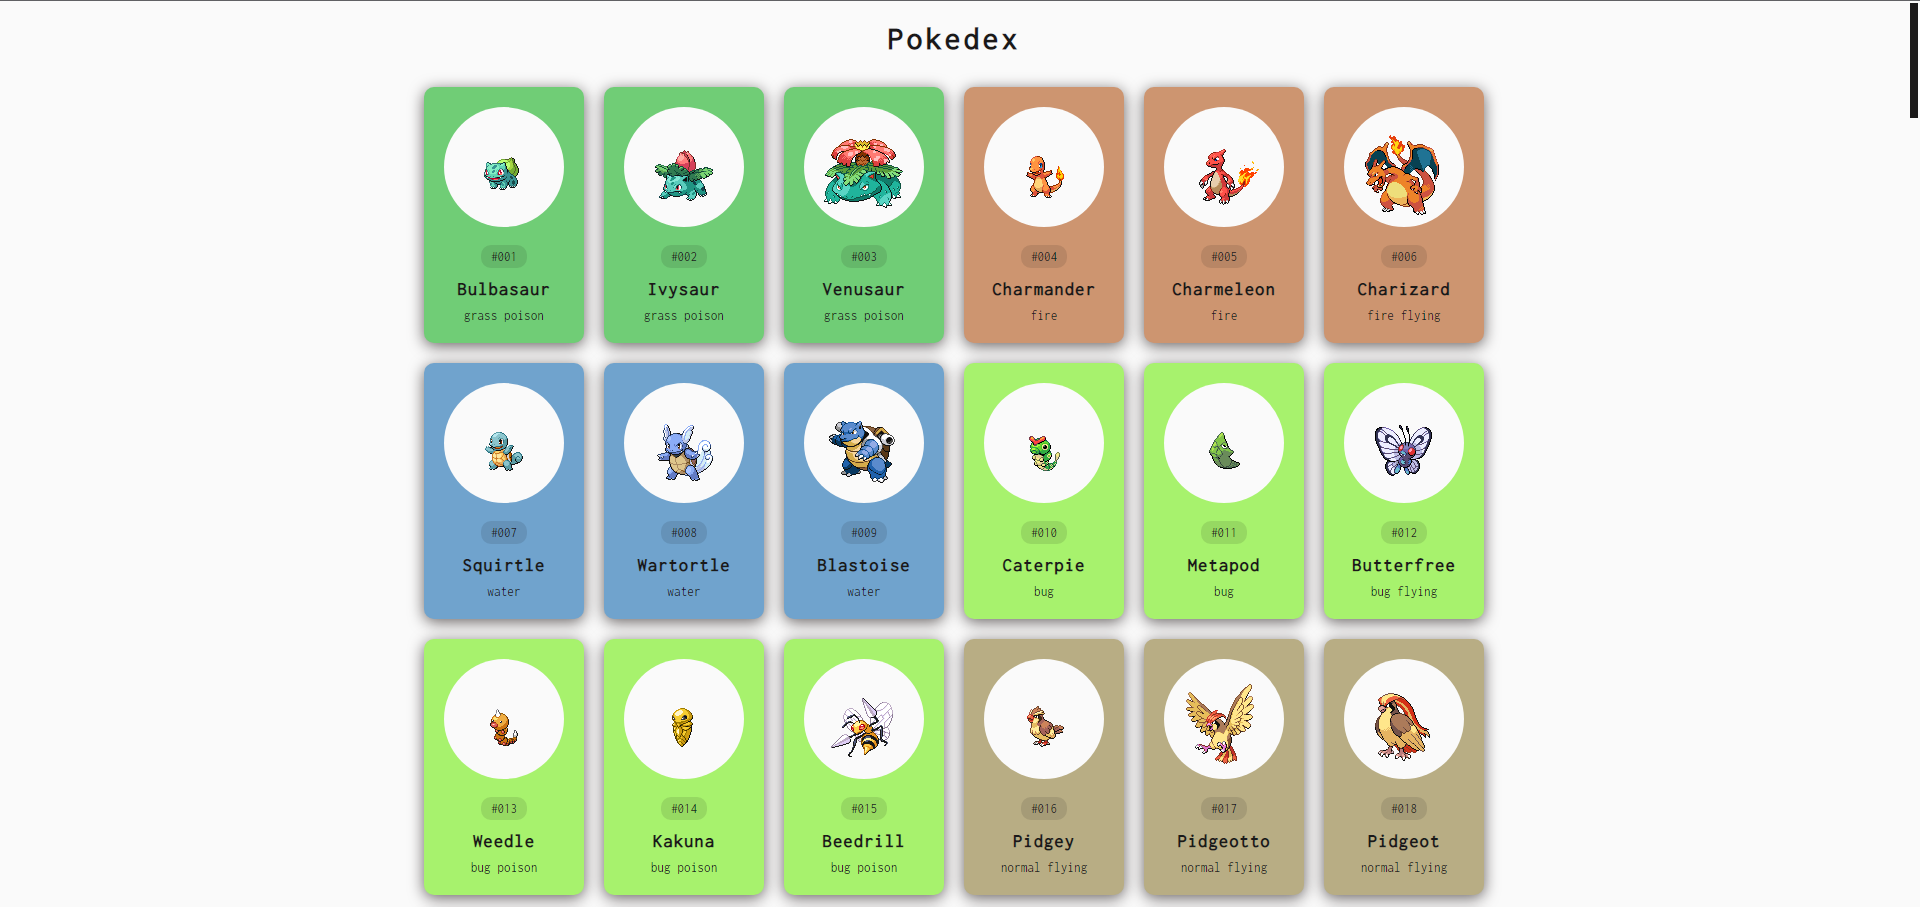 Pokedex
#001 #002 #003 #004 #005 #006
Bulbasaur Ivysaur Venusaur Charmander Charmeleon Charizard
grass poison grass poison grass poison fire fire fire flying
#007 #008 #009 #010 #011 #012
Squirtle Wartortle Blastoise Caterpie Metapod Butterfree
water water water bug bug bug flying
#013 #014 #015 #016 #017 #018
Weedle Kakuna Beedrill Pidgey Pidgeotto Pidgeot
bug poison bug poison bug poison normal flying normal flying normal flying